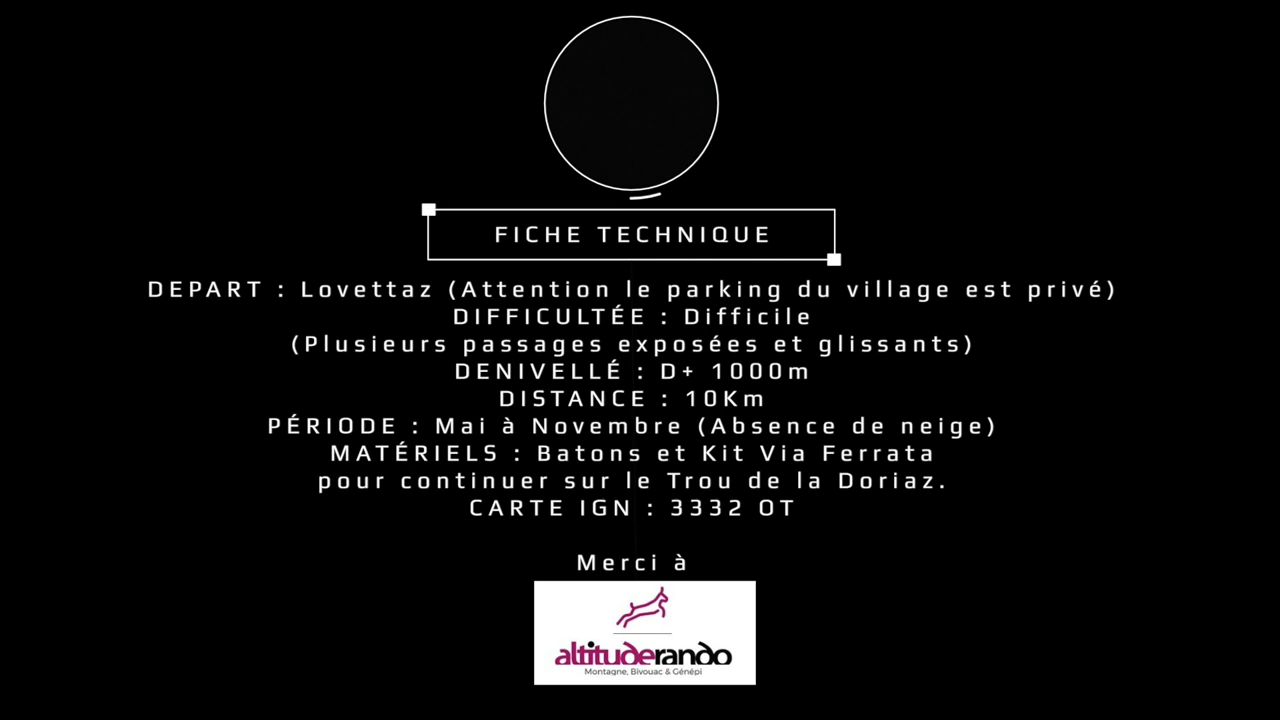 FICHE TECHNIQUE
DEPART : Lovettaz (Attention le parking du village est privé)
DIFFICULTÉE : Difficile
(Plusieurs passages exposées et glissants)
DENIVELLÉ : D+ 1000m
DISTANCE : 10Km
PÉRIODE : Mai à Novembre (Absence de neige)
MATÉRIELS : Batons et Kit Via Ferrata
pour continuer sur le Trou de la Doriaz.
CARTE IGN : 3332 OT
Merci à
altituderando
Montagne, Bivouac & Génépi